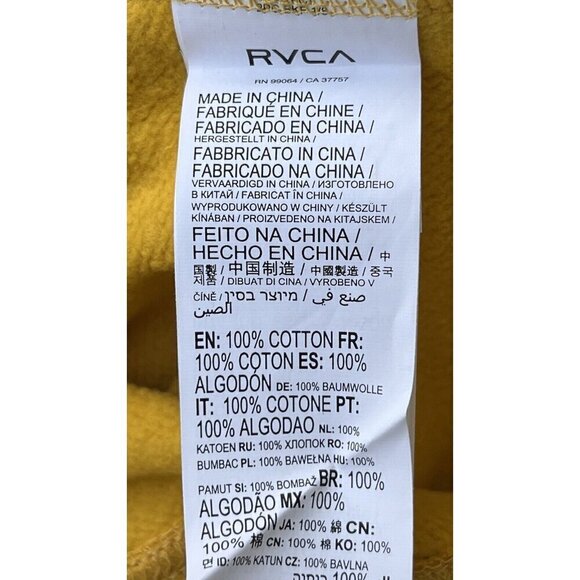 RVCA
RN 99064 / CA 37757
MADE IN CHINA /
FABRIQUÉ EN CHINE /
FABRICADO EN CHINA /
HERGESTELLT IN CHINA /
FABBRICATO IN CINA /
FABRICADO NA CHINA /
VERVAARDIGD IN CHINA / ИЗГОТОВЛЕНО
В КИТАЙ / FABRICAT ÎN CHINA /
WYPRODUKOWANO W CHINY / KÉSZÜLT
KÍNÁBAN / PROIZVEDENO NA KITAJSKEM /
FEITO NA CHINA /
HECHO EN CHINA / 中
国製 / 中国制造 / 中國製造 / 중국
제품 / DIBUAT DI CINA / VYROBENO V
ČÍNĚ / מיוצר בסין / صنع في
الصين
EN: 100% COTTON FR:
100% COTON ES: 100%
ALGODÓN DE: 100% BAUMWOLLE
IT: 100% COTONE PT:
100% ALGODAO NL: 100%
KATOEN RU: 100% ХЛОПОК RO: 100%
BUMBAC PL: 100% BAWEŁNA HU: 100%
PAMUT SI: 100% BOMBAŽ BR: 100%
ALGODÃO MX: 100%
ALGODÓN JA: 100% 綿 CN:
100% 棉 CN: 100% 棉 KO: 100%
면 ID: 100% KATUN CZ: 100% BAVLNA
100%